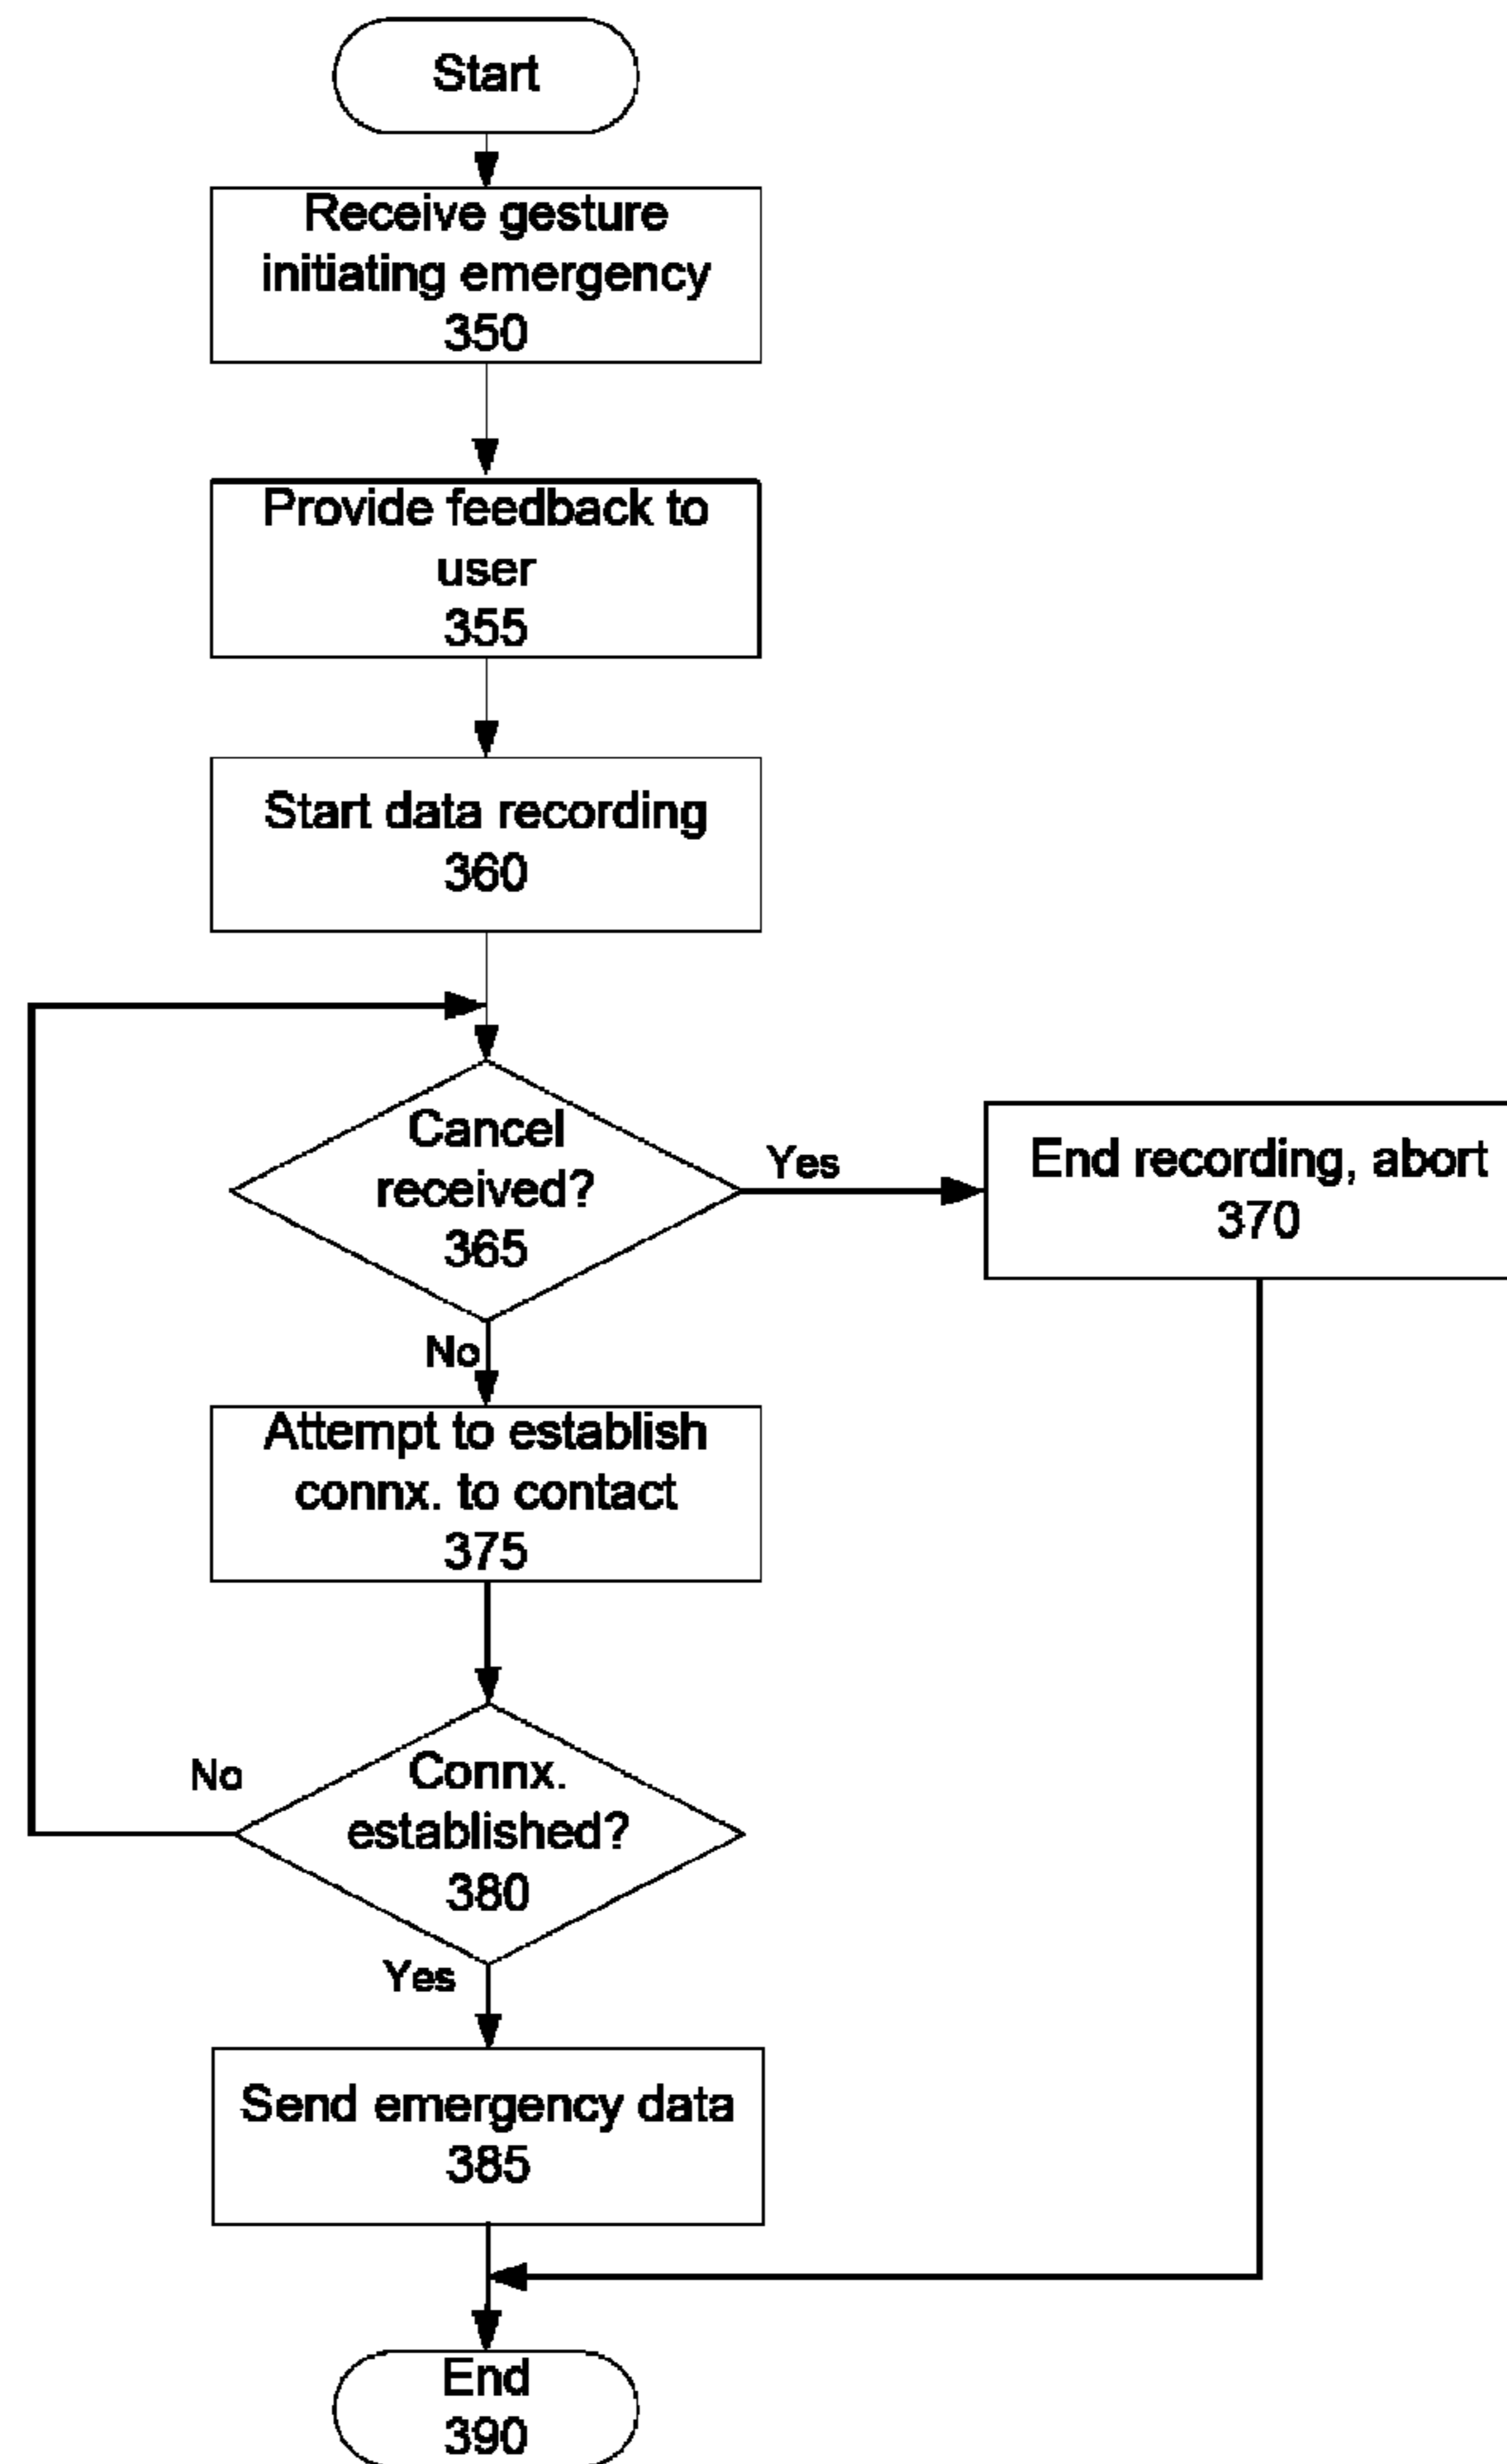 Start
Receive gesture
initiating emergency
350
Provide feedback to
user
355
Start data recording
360
Cancel
received?
365
Yes
End recording, abort
370
No
Attempt to establish
connx. to contact
375
No
Connx.
established?
380
Yes
Send emergency data
385
End
390